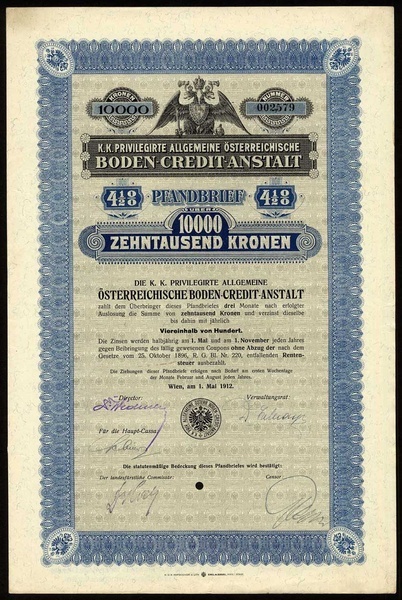 KRONEN
10000
NUMMER
002579
K.K. PRIVILEGIRTE ALLGEMEINE ÖSTERREICHISCHE
BODEN-CREDIT-ANSTALT
4½% PFANDBRIEF 4½%
ÜBER
10000
ZEHNTAUSEND KRONEN
DIE K. K. PRIVILEGIRTE ALLGEMEINE
ÖSTERREICHISCHE BODEN-CREDIT-ANSTALT
zahlt dem Überbringer dieses Pfandbriefes drei Monate nach erfolgter
Auslosung die Summe von zehntausend Kronen und verzinst dieselbe
bis dahin mit jährlich
Viereinhalb von Hundert.
Die Zinsen werden halbjährig am 1. Mai und am 1. November jeden Jahres
gegen Beibringung des fällig gewesenen Coupons ohne Abzug der nach dem
Gesetze vom 25. Oktober 1896, R. G. Bl. Nr. 220, entfallenden Renten-
steuer ausbezahlt.
Die Ziehungen dieser Pfandbriefe erfolgen nach Bedarf am ersten Wochentage
der Monate Februar und August jeden Jahres.
Wien, am 1. Mai 1912.
Director:
Verwaltungsrat:
Für die Haupt-Cassa:
Die statutenmäßige Bedeckung dieses Pfandbriefes wird bestätigt:
Der landesfürstliche Commissär:
Censor